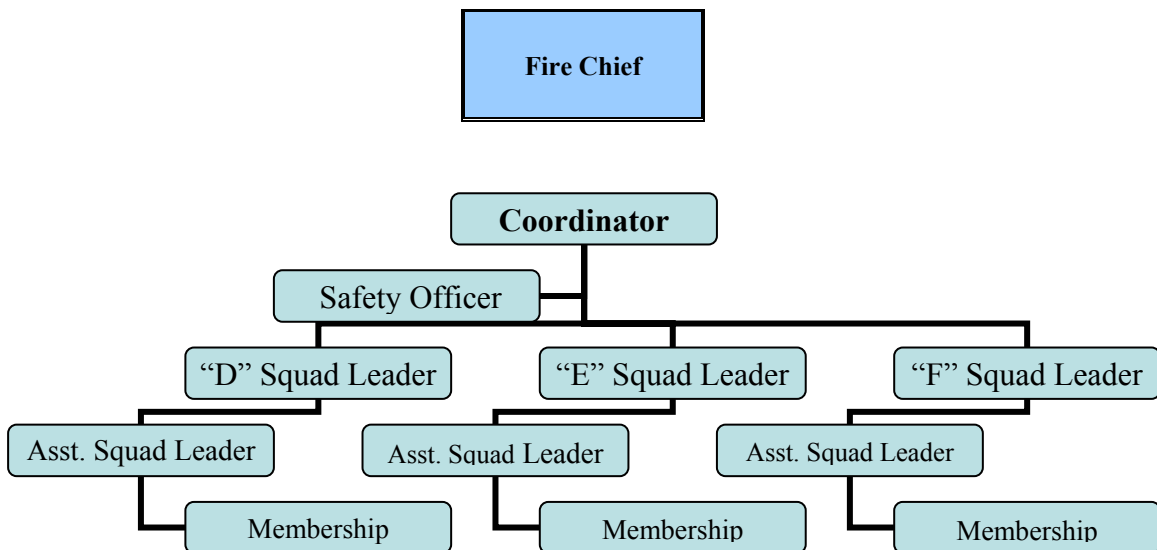 Fire Chief
Coordinator
Safety Officer
“D” Squad Leader
“E” Squad Leader
“F” Squad Leader
Asst. Squad Leader
Asst. Squad Leader
Asst. Squad Leader
Membership
Membership
Membership